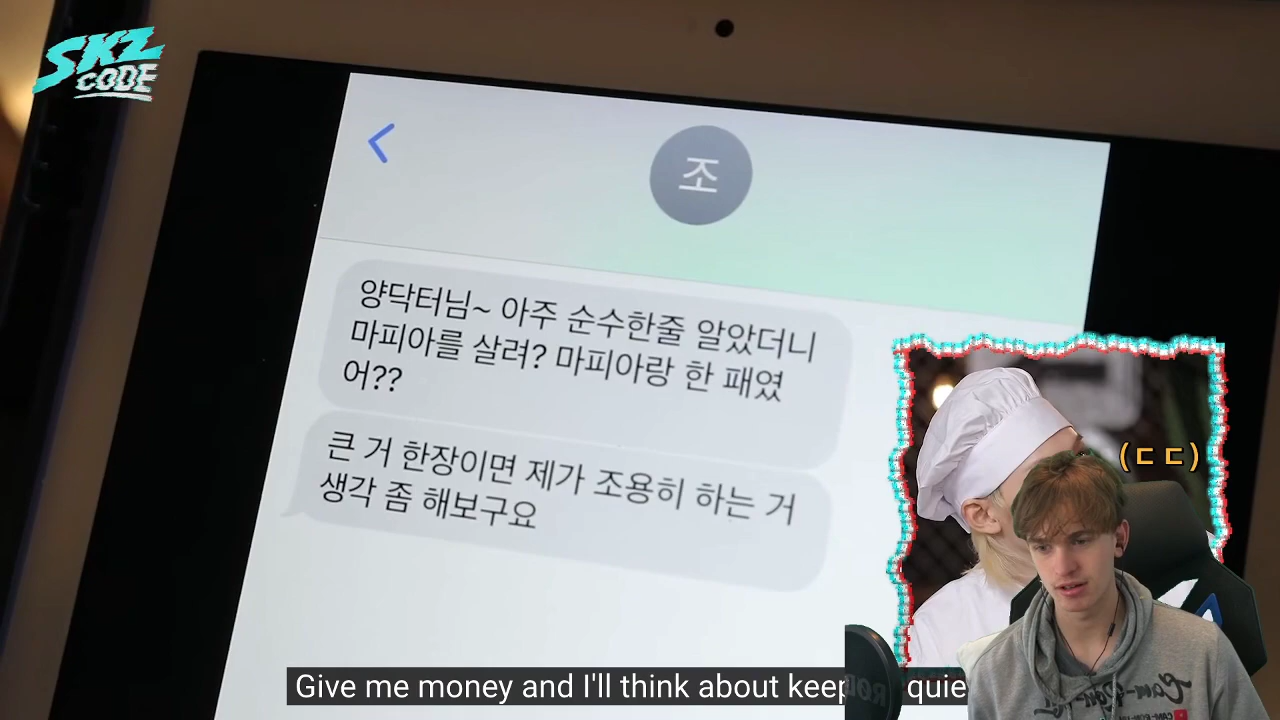 SKZ
CODE
조
양닥터님~ 아주 순수한줄 알았더니
마피아를 살려? 마피아랑 한 패였
어??
큰 거 한장이면 제가 조용히 하는 거
생각 좀 해보구요
(ㄷㄷ)
Give me money and I'll think about keep quie